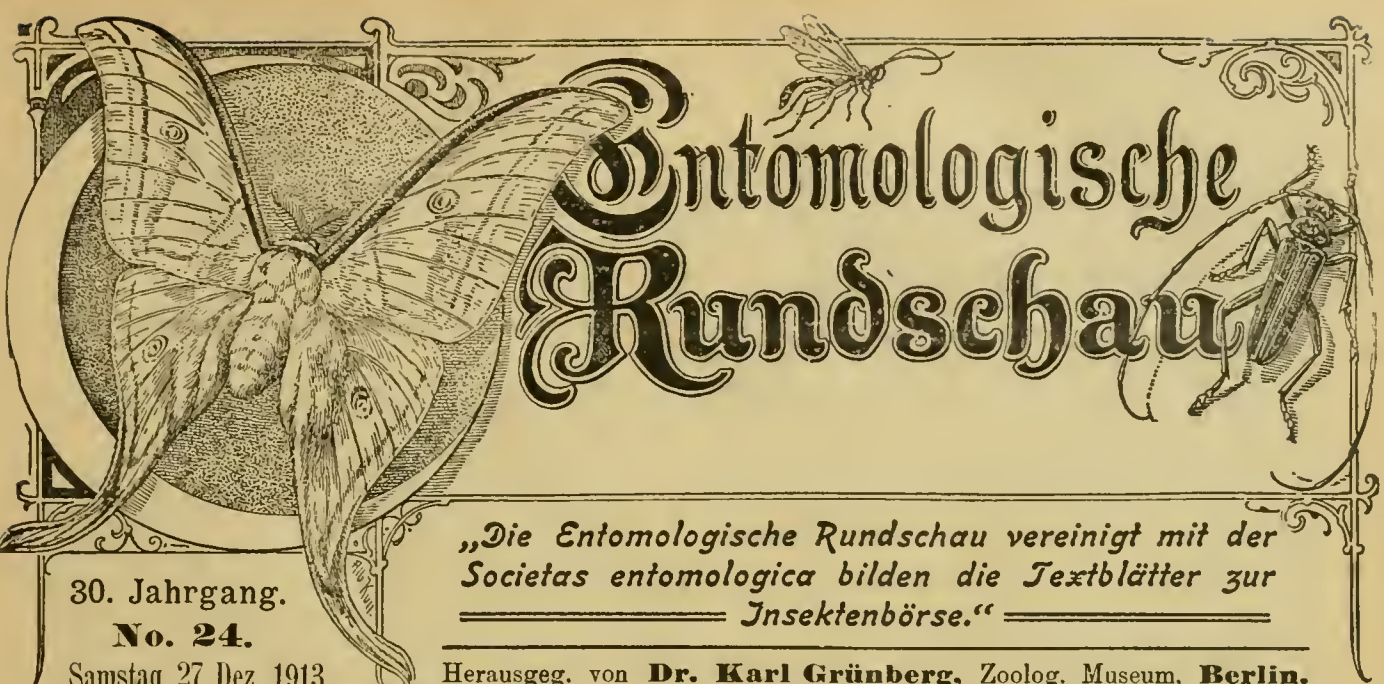 Entomologische
Rundschau
„Die Entomologische Rundschau vereinigt mit der
Societas entomologica bilden die Textblätter zur
Insektenbörse.“
30. Jahrgang.
No. 24.
Samstag, 27. Dez. 1913.
Herausgeg. von Dr. Karl Grünberg, Zoolog. Museum, Berlin.